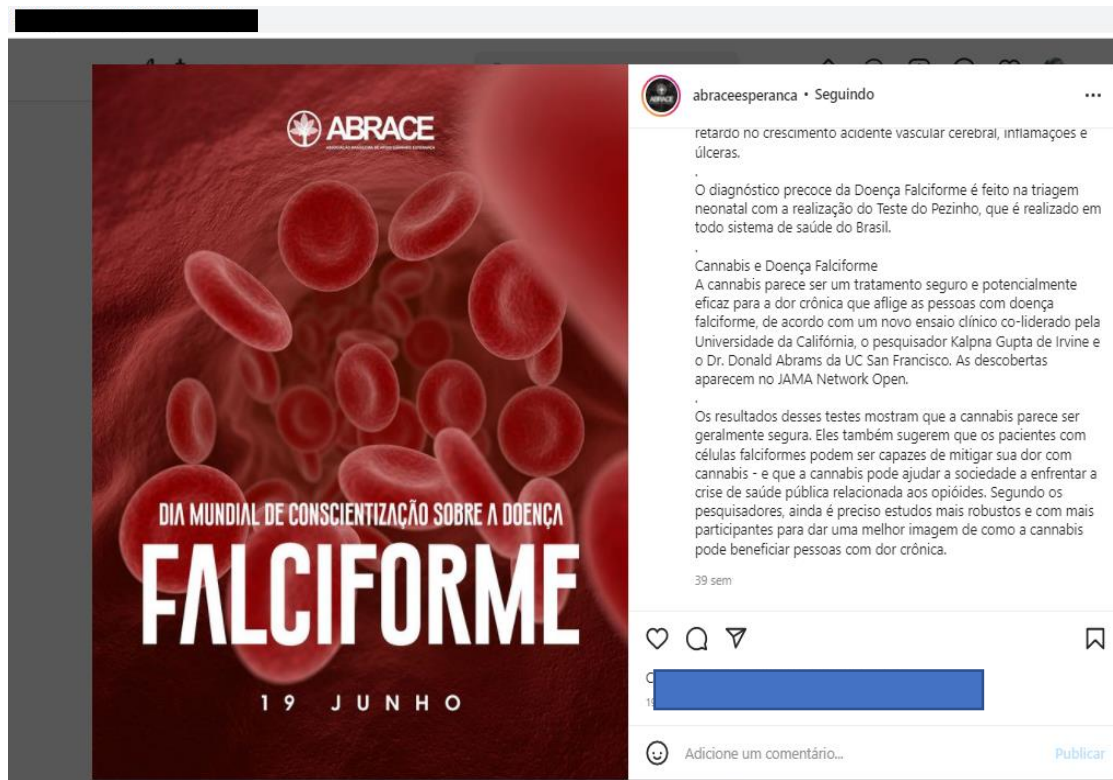 ABRACE
ASSOCIAÇÃO BRASILEIRA DE APOIO CANNABIS ESPERANÇA
DIA MUNDIAL DE CONSCIENTIZAÇÃO SOBRE A DOENÇA
FALCIFORME
19 JUNHO
abraceesperanca • Seguindo
retardo no crescimento acidente vascular cerebral, inflamações e
úlceras.
.
O diagnóstico precoce da Doença Falciforme é feito na triagem
neonatal com a realização do Teste do Pezinho, que é realizado em
todo sistema de saúde do Brasil.
.
Cannabis e Doença Falciforme
A cannabis parece ser um tratamento seguro e potencialmente
eficaz para a dor crônica que aflige as pessoas com doença
falciforme, de acordo com um novo ensaio clínico co-liderado pela
Universidade da Califórnia, o pesquisador Kalpna Gupta de Irvine e
o Dr. Donald Abrams da UC San Francisco. As descobertas
aparecem no JAMA Network Open.
.
Os resultados desses testes mostram que a cannabis parece ser
geralmente segura. Eles também sugerem que os pacientes com
células falciformes podem ser capazes de mitigar sua dor com
cannabis - e que a cannabis pode ajudar a sociedade a enfrentar a
crise de saúde pública relacionada aos opióides. Segundo os
pesquisadores, ainda é preciso estudos mais robustos e com mais
participantes para dar uma melhor imagem de como a cannabis
pode beneficiar pessoas com dor crônica.
39 sem
Adicione um comentário...
Publicar